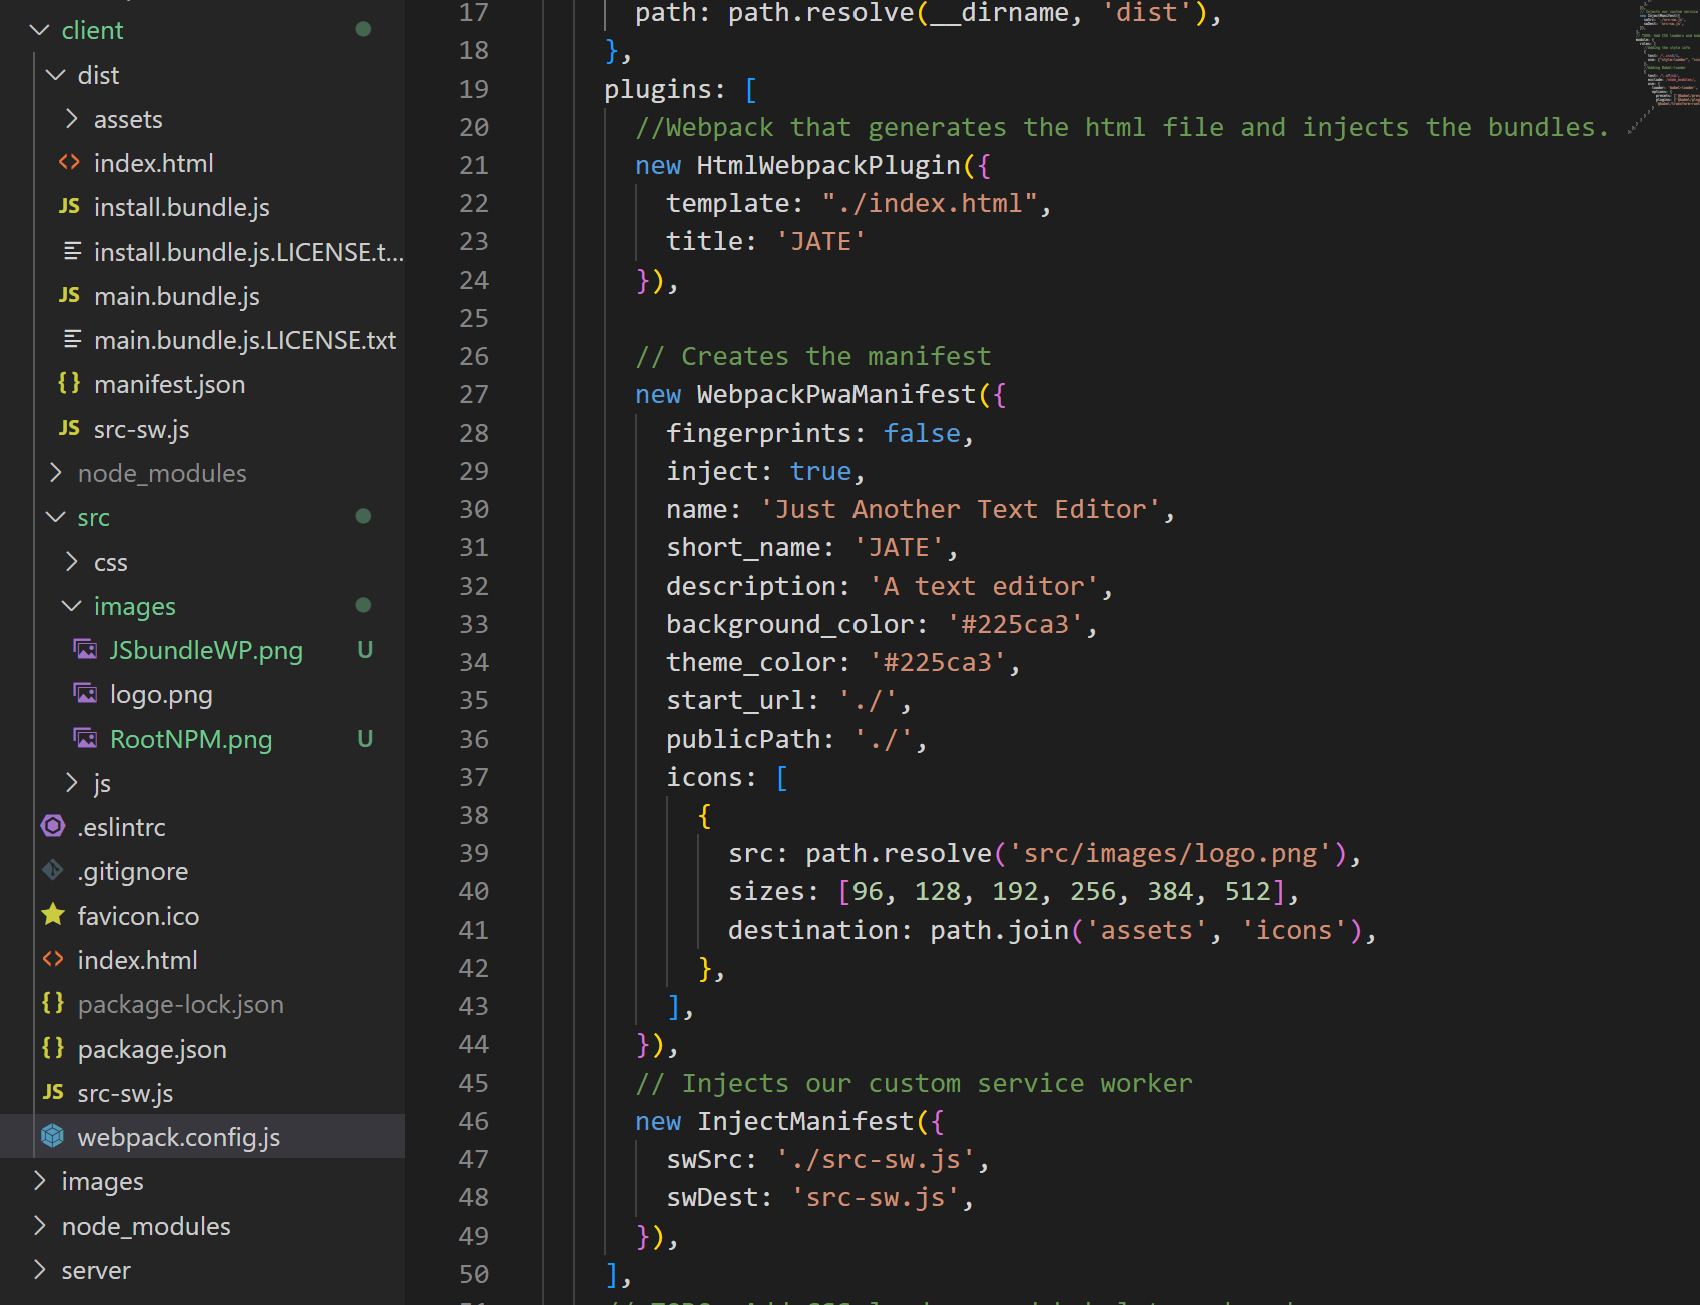 client
dist
assets
index.html
install.bundle.js
install.bundle.js.LICENSE.t...
main.bundle.js
main.bundle.js.LICENSE.txt
manifest.json
src-sw.js
node_modules
src
css
images
JSbundleWP.png U
logo.png
RootNPM.png U
js
.eslintrc
.gitignore
favicon.ico
index.html
package-lock.json
package.json
src-sw.js
webpack.config.js
images
node_modules
server
17 path: path.resolve(__dirname, 'dist'),
18 },
19 plugins: [
20 //Webpack that generates the html file and injects the bundles.
21 new HtmlWebpackPlugin({
22 template: "./index.html",
23 title: 'JATE'
24 }),
25
26 // Creates the manifest
27 new WebpackPwaManifest({
28 fingerprints: false,
29 inject: true,
30 name: 'Just Another Text Editor',
31 short_name: 'JATE',
32 description: 'A text editor',
33 background_color: '#225ca3',
34 theme_color: '#225ca3',
35 start_url: './',
36 publicPath: './',
37 icons: [
38 {
39 src: path.resolve('src/images/logo.png'),
40 sizes: [96, 128, 192, 256, 384, 512],
41 destination: path.join('assets', 'icons'),
42 },
43 ],
44 }),
45 // Injects our custom service worker
46 new InjectManifest({
47 swSrc: './src-sw.js',
48 swDest: 'src-sw.js',
49 }),
50 ],